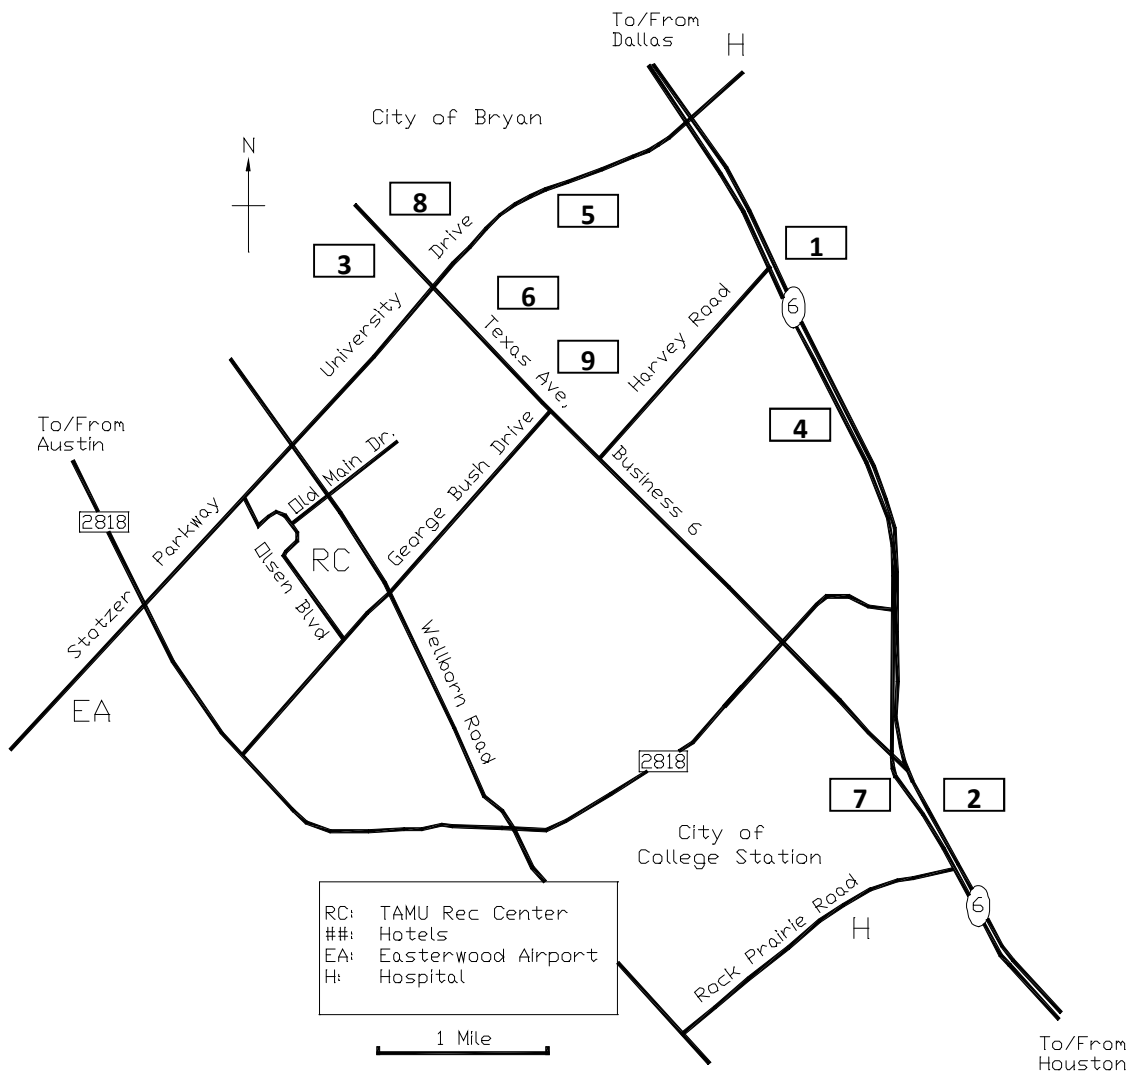 To/From
Dallas
H
City of Bryan
N
8
5
3
Drive
1
6
6
University
Texas Ave,
Harvey Road
9
To/From
Austin
4
Old Main Dr.
George Bush Drive
Business 6
2818
Parkway
RC
Olsen Blvd
Stotzer
Wellborn Road
EA
2818
7
2
City of
College Station
Rock Prairie Road
H
6
RC: TAMU Rec Center
##: Hotels
EA: Easterwood Airport
H: Hospital
1 Mile
To/From
Houston